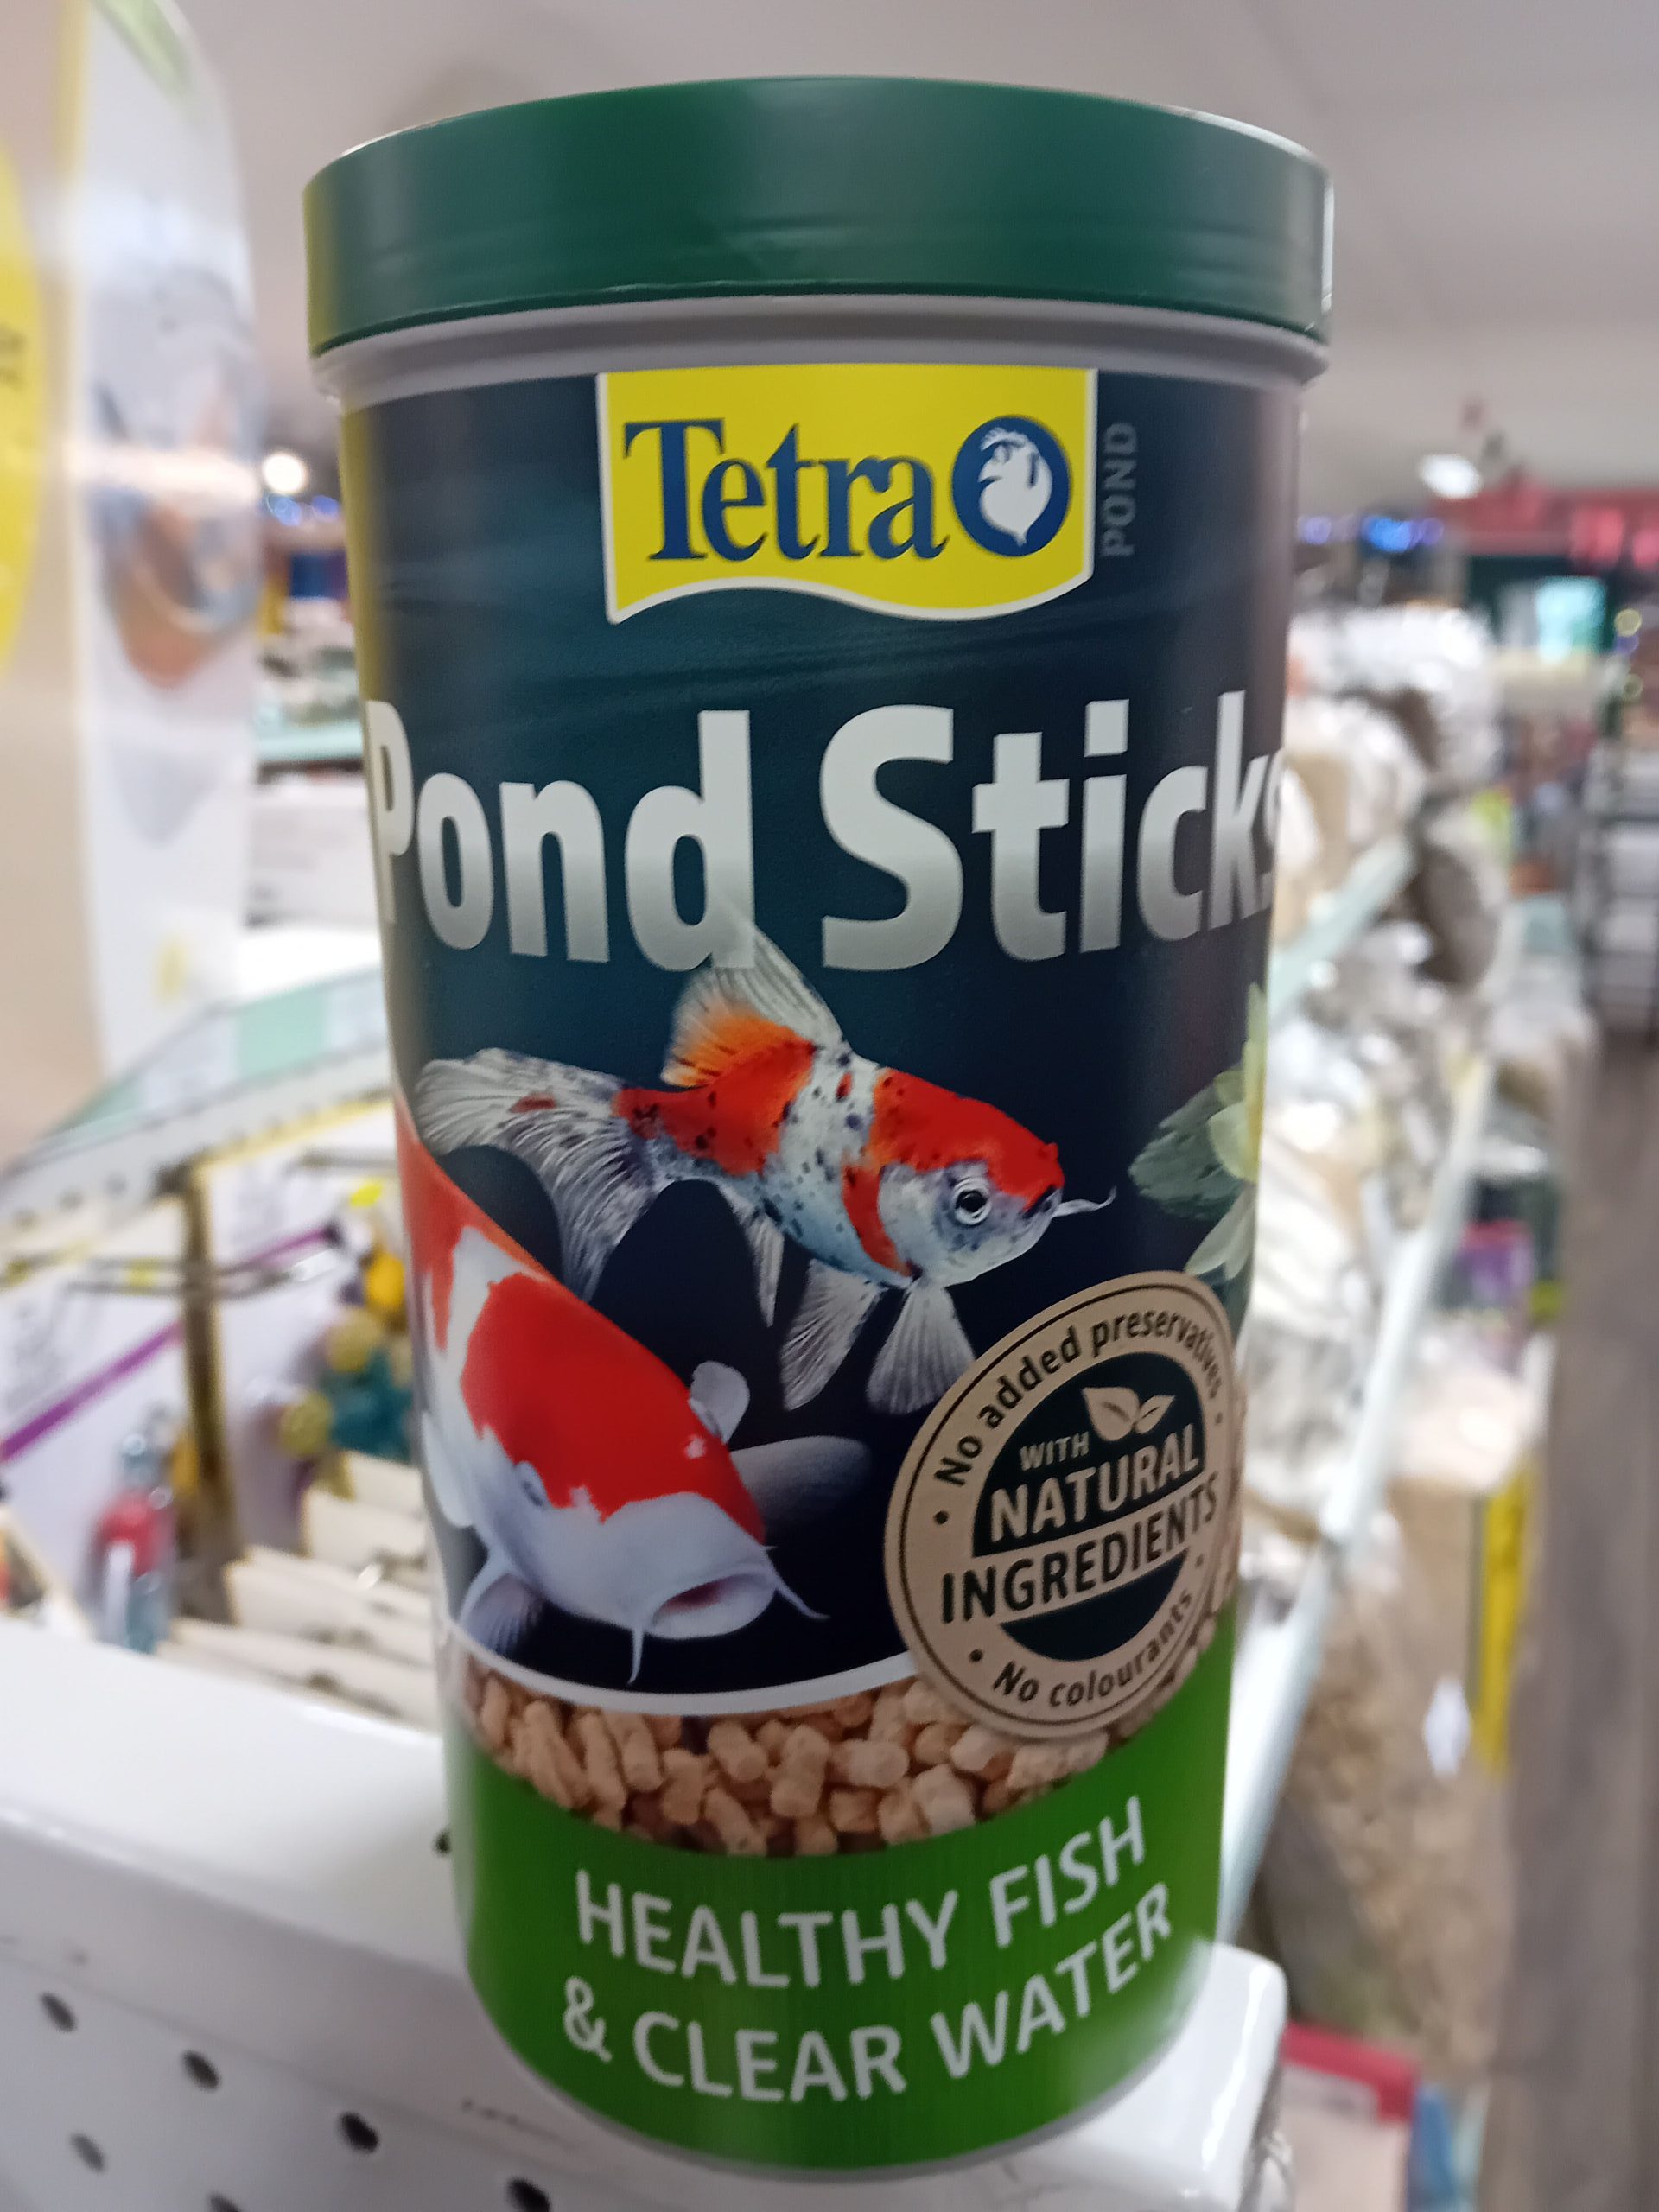 Tetra
POND
Pond Sticks
No added preservatives
WITH
NATURAL
INGREDIENTS
No colourants
HEALTHY FISH
& CLEAR WATER